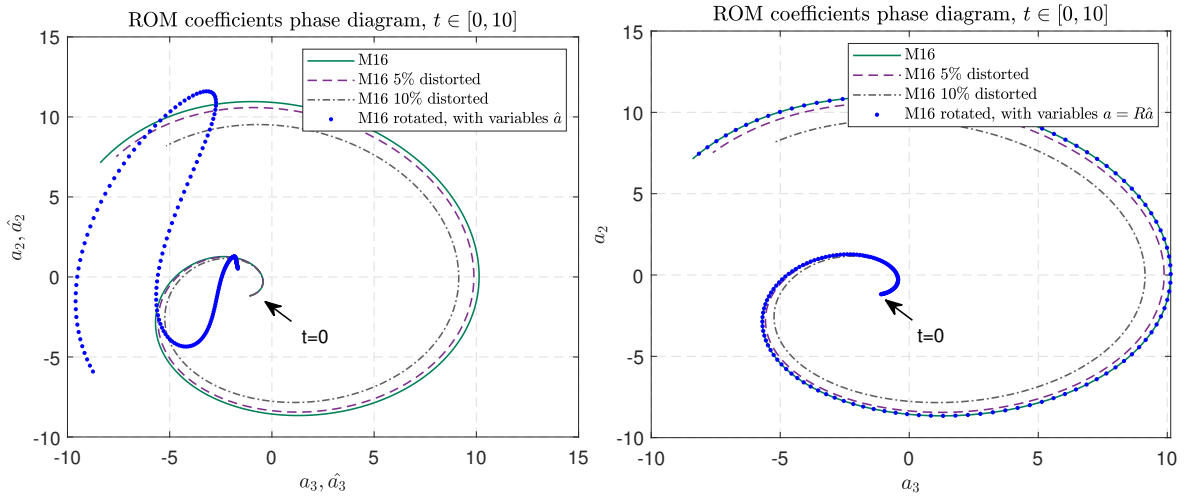 ROM coefficients phase diagram, t ∈ [0, 10]
15
10
5
0
-5
-10
-10
-5
0
5
10
15
a₂, â₂
a₃, â₃
M16
M16 5% distorted
M16 10% distorted
M16 rotated, with variables â
t=0
ROM coefficients phase diagram, t ∈ [0, 10]
15
10
5
0
-5
-10
-10
-5
0
5
10
a₂
a₃
M16
M16 5% distorted
M16 10% distorted
M16 rotated, with variables a = Râ
t=0